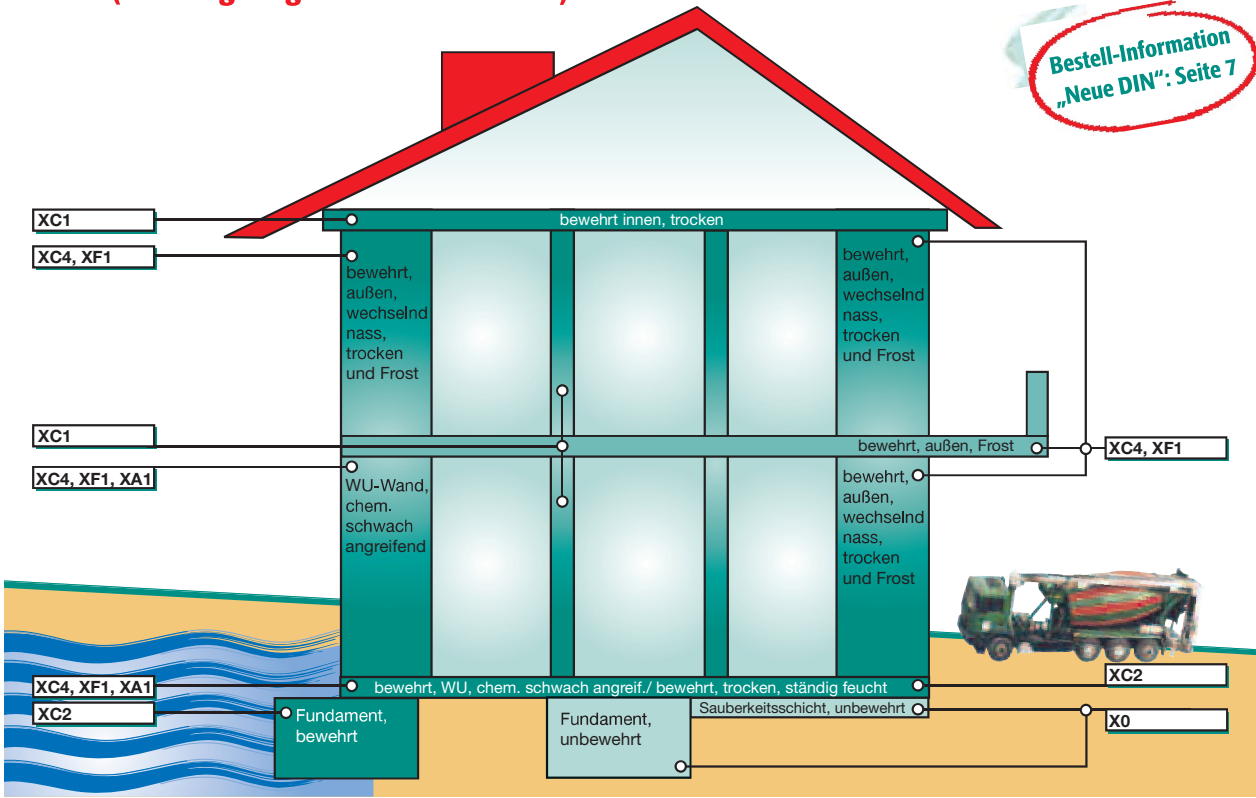 Bestell-Information
„Neue DIN“: Seite 7
XC1
bewehrt innen, trocken
XC4, XF1
bewehrt,
außen,
wechselnd
nass,
trocken
und Frost
bewehrt,
außen,
wechselnd
nass,
trocken
und Frost
XC1
bewehrt, außen, Frost
XC4, XF1
XC4, XF1, XA1
WU-Wand,
chem.
schwach
angreifend
bewehrt,
außen,
wechselnd
nass,
trocken
und Frost
XC4, XF1, XA1
bewehrt, WU, chem. schwach angreif./ bewehrt, trocken, ständig feucht
XC2
XC2
Fundament,
bewehrt
Fundament,
unbewehrt
Sauberkeitsschicht, unbewehrt
X0